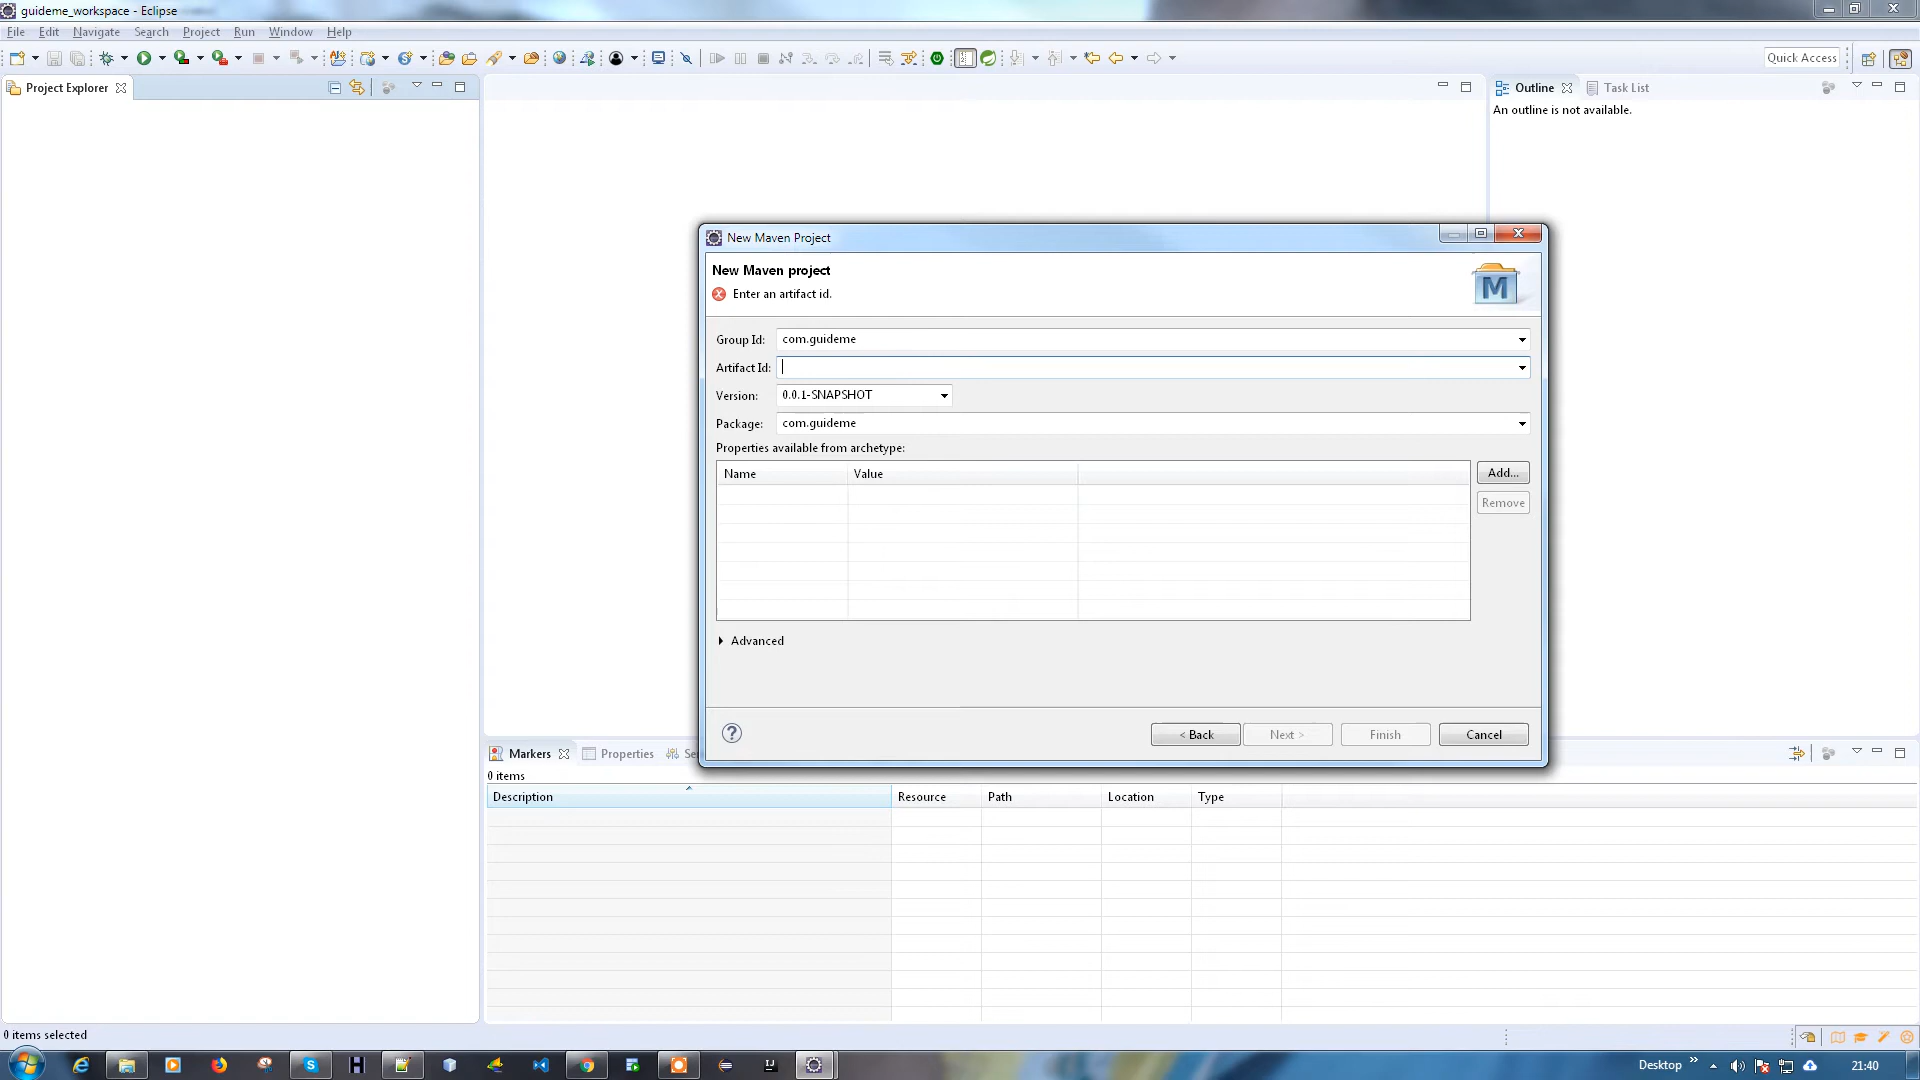 guideme_workspace - Eclipse
File Edit Navigate Search Project Run Window Help
Quick Access
Project Explorer
Outline Task List
An outline is not available.
New Maven Project
New Maven project
Enter an artifact id.
M
Group Id: com.guideme
Artifact Id:
Version: 0.0.1-SNAPSHOT
Package: com.guideme
Properties available from archetype:
Name Value
Add...
Remove
Advanced
< Back Next > Finish Cancel
Markers Properties Se
0 items
Description Resource Path Location Type
0 items selected
Desktop 21:40